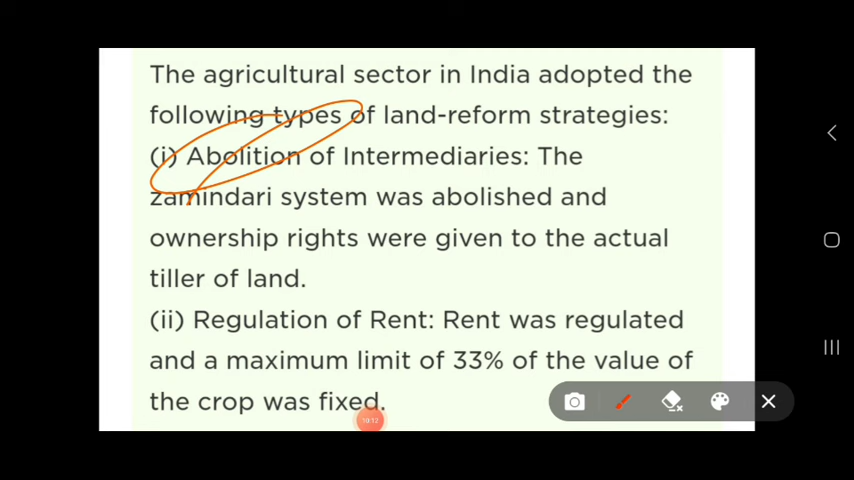 The agricultural sector in India adopted the
following types of land-reform strategies:
(i) Abolition of Intermediaries: The
zamindari system was abolished and
ownership rights were given to the actual
tiller of land.
(ii) Regulation of Rent: Rent was regulated
and a maximum limit of 33% of the value of
the crop was fixed.
10:12